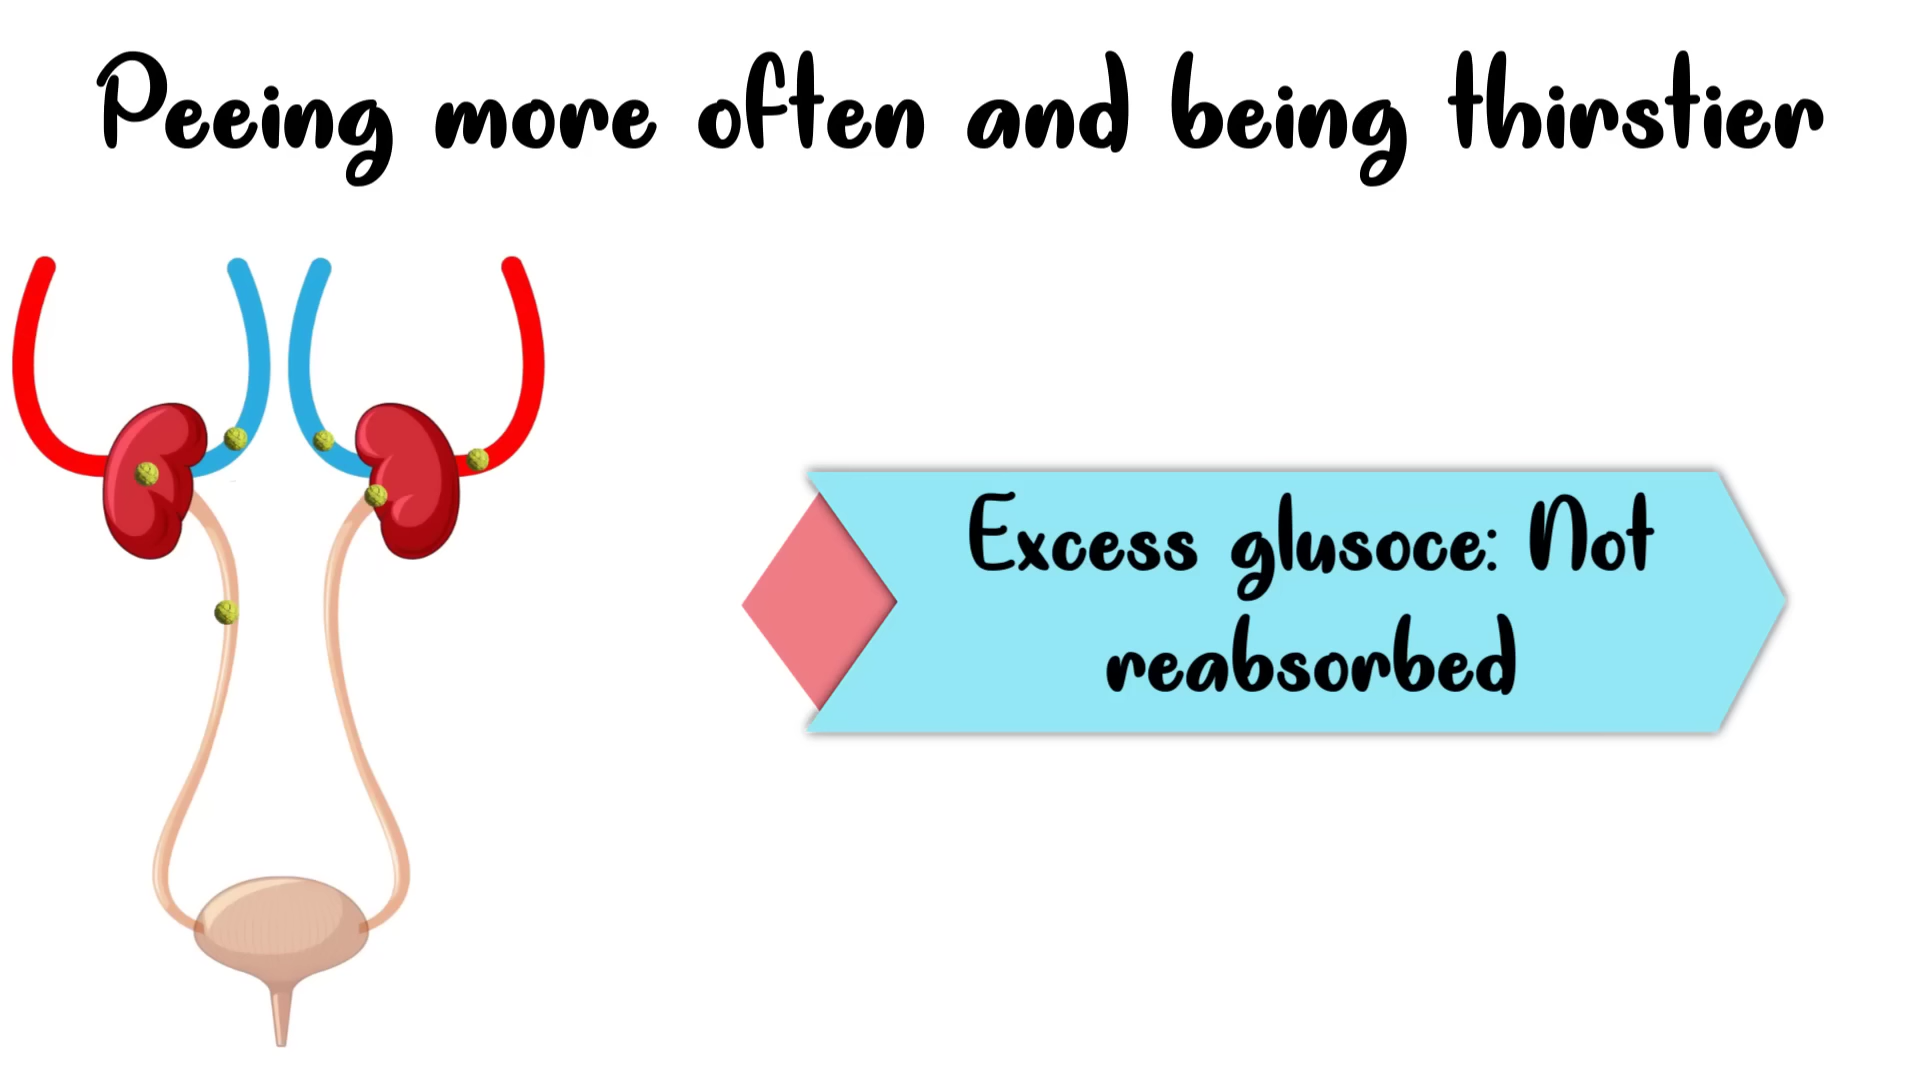 Peeing more often and being thirstier
Excess glusoce: Not
reabsorbed